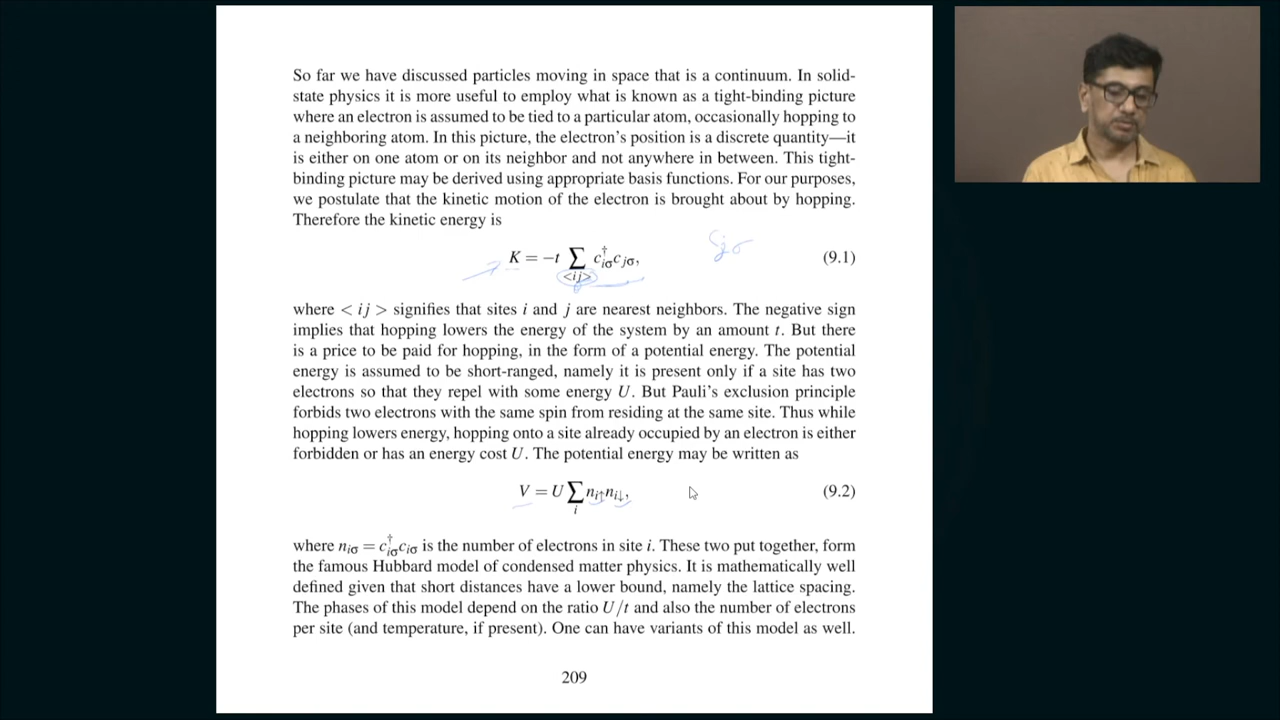 So far we have discussed particles moving in space that is a continuum. In solid-
state physics it is more useful to employ what is known as a tight-binding picture
where an electron is assumed to be tied to a particular atom, occasionally hopping to
a neighboring atom. In this picture, the electron's position is a discrete quantity—it
is either on one atom or on its neighbor and not anywhere in between. This tight-
binding picture may be derived using appropriate basis functions. For our purposes,
we postulate that the kinetic motion of the electron is brought about by hopping.
Therefore the kinetic energy is
K = −t ∑_{<ij>} c†_{iσ} c_{jσ}, (9.1)
where < ij > signifies that sites i and j are nearest neighbors. The negative sign
implies that hopping lowers the energy of the system by an amount t. But there
is a price to be paid for hopping, in the form of a potential energy. The potential
energy is assumed to be short-ranged, namely it is present only if a site has two
electrons so that they repel with some energy U. But Pauli's exclusion principle
forbids two electrons with the same spin from residing at the same site. Thus while
hopping lowers energy, hopping onto a site already occupied by an electron is either
forbidden or has an energy cost U. The potential energy may be written as
V = U ∑_i n_{i↑} n_{i↓}, (9.2)
where n_{iσ} = c†_{iσ} c_{iσ} is the number of electrons in site i. These two put together, form
the famous Hubbard model of condensed matter physics. It is mathematically well
defined given that short distances have a lower bound, namely the lattice spacing.
The phases of this model depend on the ratio U/t and also the number of electrons
per site (and temperature, if present). One can have variants of this model as well.
209